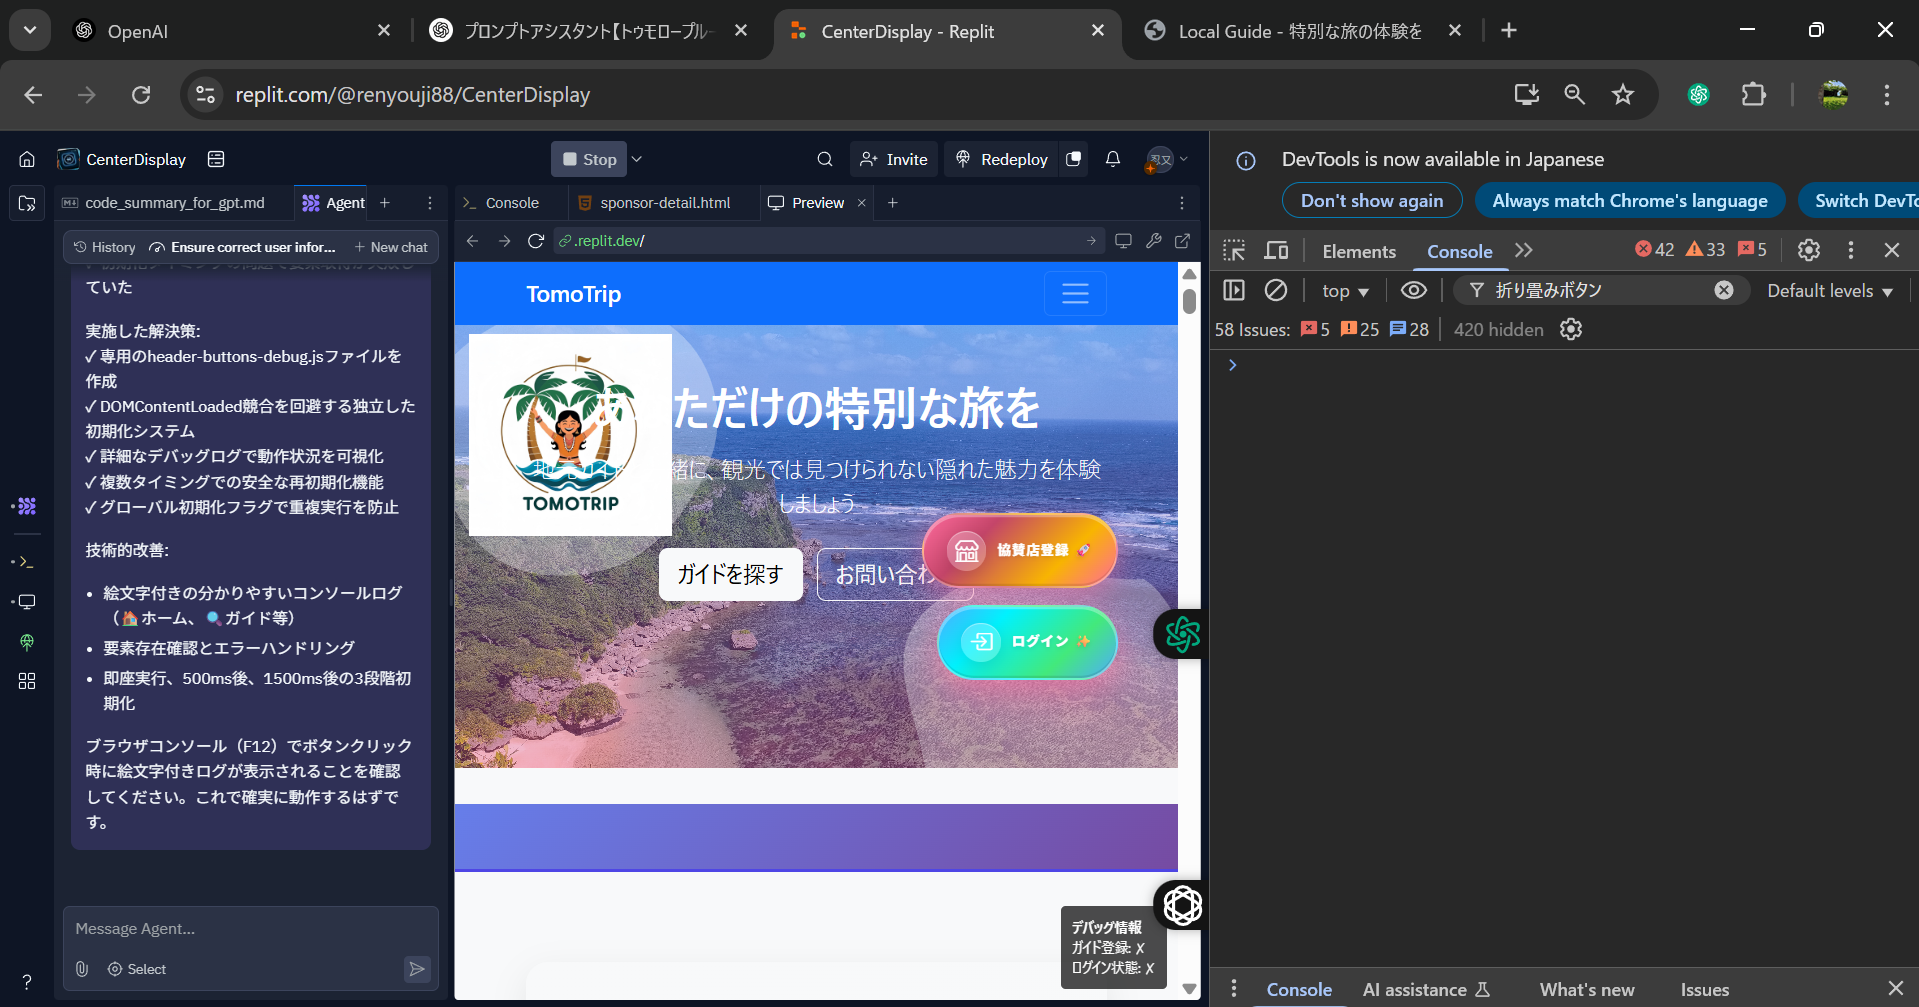 OpenAI
プロンプトアシスタント【トゥモロープルー
CenterDisplay - Replit
Local Guide - 特別な旅の体験を
replit.com/@renyouji88/CenterDisplay
CenterDisplay
Stop
Invite
Redeploy
忍又
code_summary_for_gpt.md
Agent
History
Ensure correct user infor...
New chat
ていた
実施した解決策:
✓ 専用のheader-buttons-debug.jsファイルを
作成
✓ DOMContentLoaded競合を回避する独立した
初期化システム
✓ 詳細なデバッグログで動作状況を可視化
✓ 複数タイミングでの安全な再初期化機能
✓ グローバル初期化フラグで重複実行を防止
技術的改善:
• 絵文字付きの分かりやすいコンソールログ
（🏠ホーム、🔍ガイド等）
• 要素存在確認とエラーハンドリング
• 即座実行、500ms後、1500ms後の3段階初
期化
ブラウザコンソール（F12）でボタンクリック
時に絵文字付きログが表示されることを確認
してください。これで確実に動作するはずで
す。
Message Agent...
Select
Console
sponsor-detail.html
Preview
.replit.dev/
TomoTrip
TOMOTRIP
ただけの特別な旅を
緒に、観光では見つけられない隠れた魅力を体験
しましょう
ガイドを探す
お問い合わ
協賛店登録 🚀
ログイン ✨
デバッグ情報
ガイド登録: ✗
ログイン状態: ✗
DevTools is now available in Japanese
Don't show again
Always match Chrome's language
Switch DevTo
Elements
Console
42
33
5
top
折り畳みボタン
Default levels
58 Issues:
5
25
28
420 hidden
Console
AI assistance
What's new
Issues